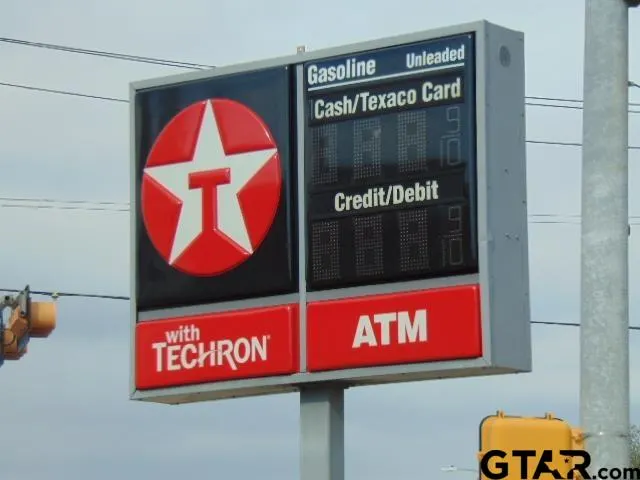 Gasoline Unleaded
Cash/Texaco Card
9
10
Credit/Debit
9
10
T
with
TECHRON®
ATM
GTAR.com